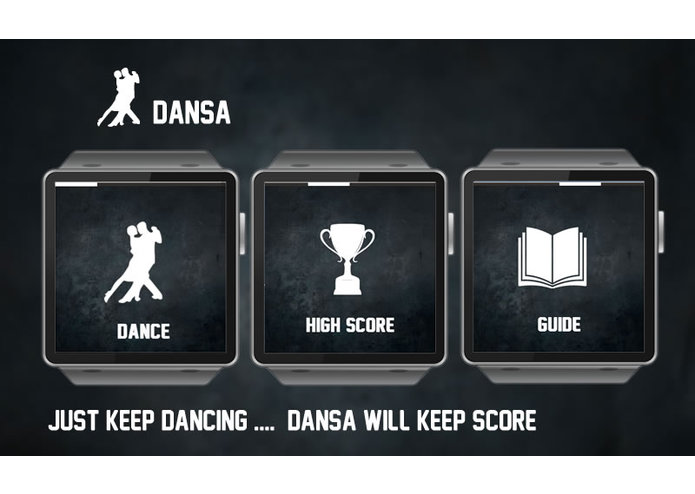 DANSA
DANCE
HIGH SCORE
GUIDE
JUST KEEP DANCING .... DANSA WILL KEEP SCORE